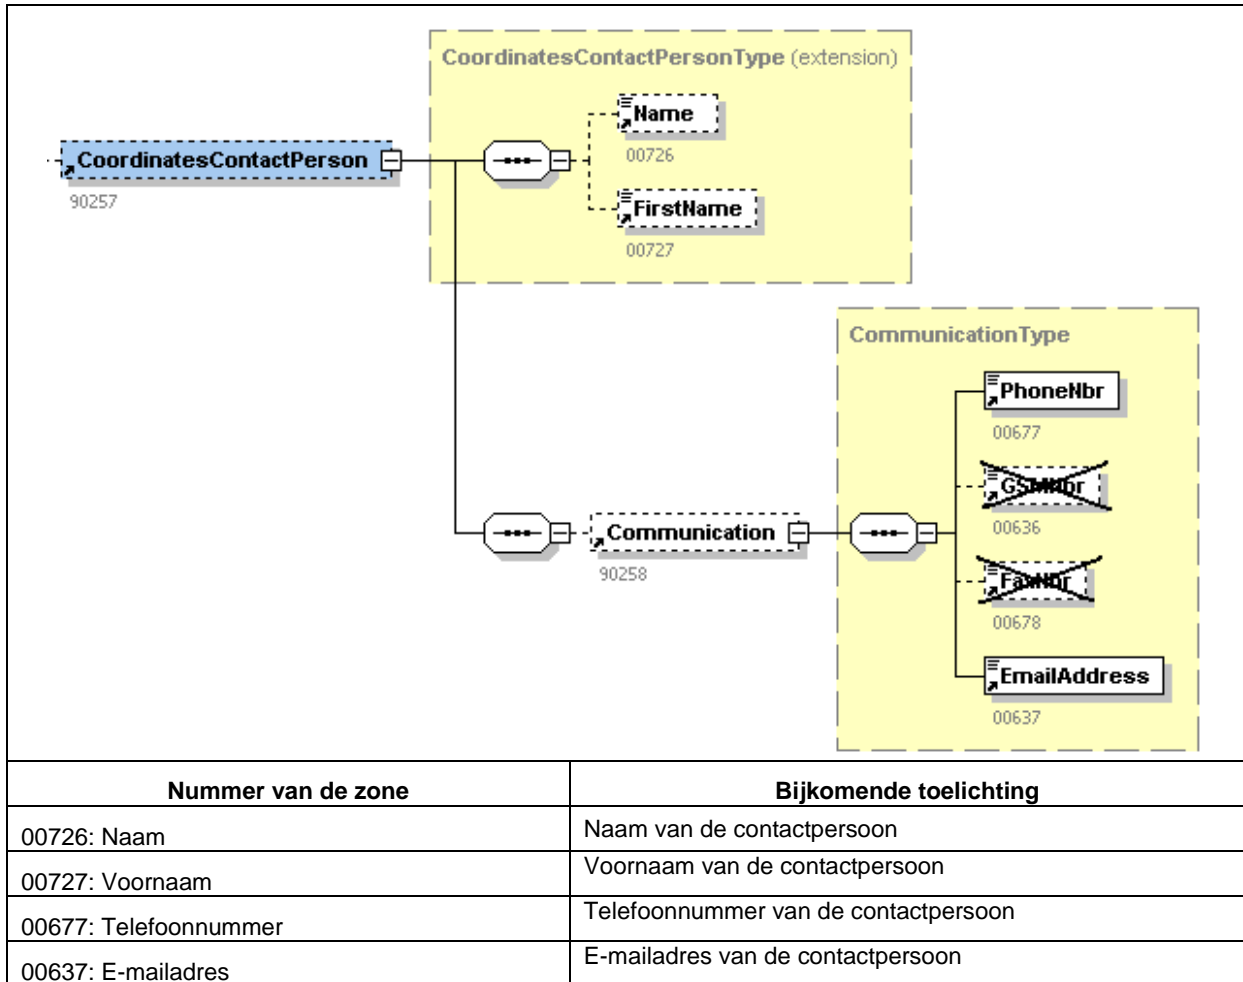 CoordinatesContactPersonType (extension)
Name
00726
CoordinatesContactPerson
90257
FirstName
00727
CommunicationType
PhoneNbr
00677
GSMNbr
00636
Communication
90258
FaxNbr
00678
EmailAddress
00637
Nummer van de zone Bijkomende toelichting
00726: Naam Naam van de contactpersoon
00727: Voornaam Voornaam van de contactpersoon
00677: Telefoonnummer Telefoonnummer van de contactpersoon
00637: E-mailadres E-mailadres van de contactpersoon